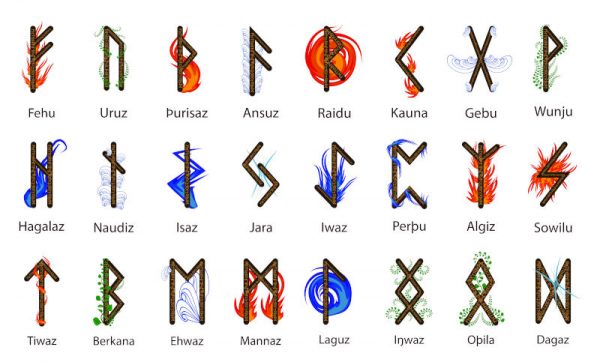 ᚠ ᚢ ᚦ ᚨ ᚱ ᚲ ᚷ ᚹ
Fehu Uruz Þurisaz Ansuz Raidu Kauna Gebu Wunju
ᚺ ᚾ ᛃ ᛈ ᛉ ᛊ
Hagalaz Naudiz Isaz Jara Iwaz Perþu Algiz Sowilu
ᛏ ᛒ ᛗ ᛝ ᛟ ᛞ
Tiwaz Berkana Ehwaz Mannaz Laguz Iŋwaz Oþila Dagaz